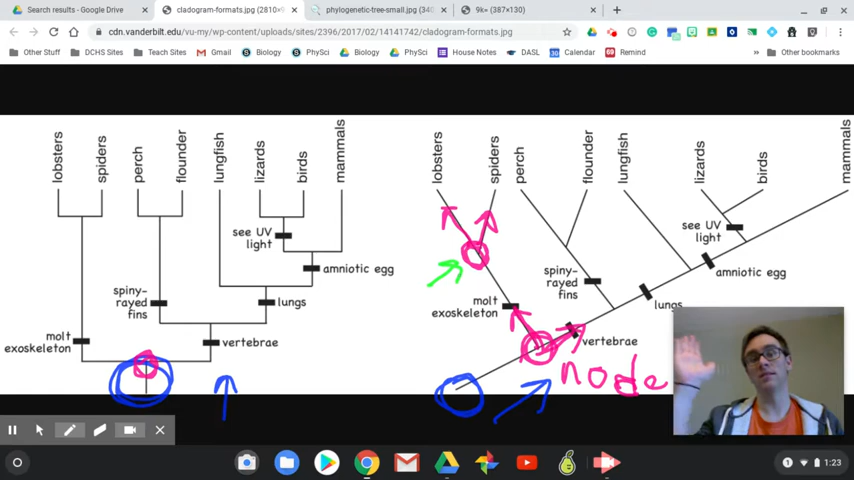 Search results - Google Drive
cladogram-formats.jpg (2810×9
phylogenetic-tree-small.jpg (340
9k= (387×130)
cdn.vanderbilt.edu/vu-my/wp-content/uploads/sites/2396/2017/02/14141742/cladogram-formats.jpg
Other Stuff DCHS Sites Teach Sites Gmail Biology PhySci Biology PhySci House Notes DASL Calendar Remind Other bookmarks
lobsters spiders perch flounder lungfish lizards birds mammals
see UV
light
amniotic egg
spiny-
rayed
fins
lungs
molt
exoskeleton
vertebrae
lobsters spiders perch flounder lungfish lizards birds mammals
see UV
light
amniotic egg
spiny-
rayed
fins
lungs
molt
exoskeleton
vertebrae
node
1 1:23